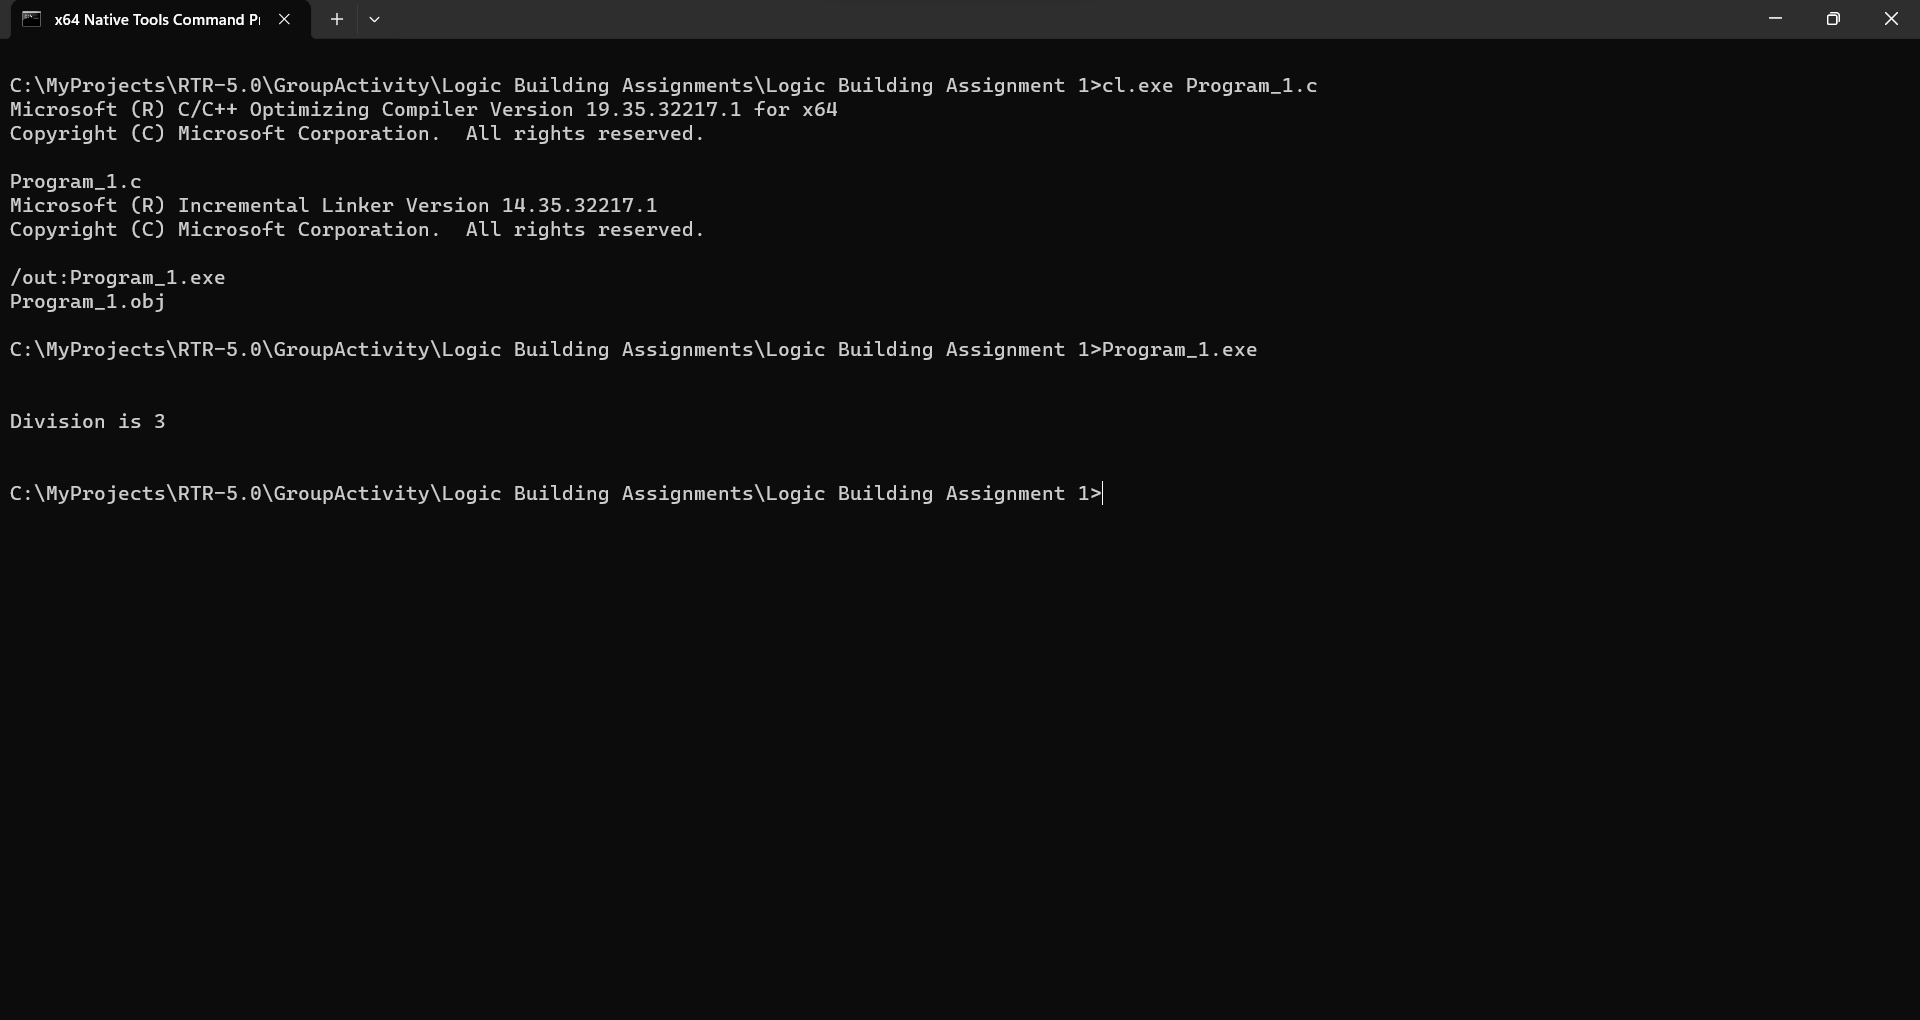 x64 Native Tools Command P
C:\MyProjects\RTR-5.0\GroupActivity\Logic Building Assignments\Logic Building Assignment 1>cl.exe Program_1.c
Microsoft (R) C/C++ Optimizing Compiler Version 19.35.32217.1 for x64
Copyright (C) Microsoft Corporation.  All rights reserved.
Program_1.c
Microsoft (R) Incremental Linker Version 14.35.32217.1
Copyright (C) Microsoft Corporation.  All rights reserved.
/out:Program_1.exe
Program_1.obj
C:\MyProjects\RTR-5.0\GroupActivity\Logic Building Assignments\Logic Building Assignment 1>Program_1.exe
Division is 3
C:\MyProjects\RTR-5.0\GroupActivity\Logic Building Assignments\Logic Building Assignment 1>